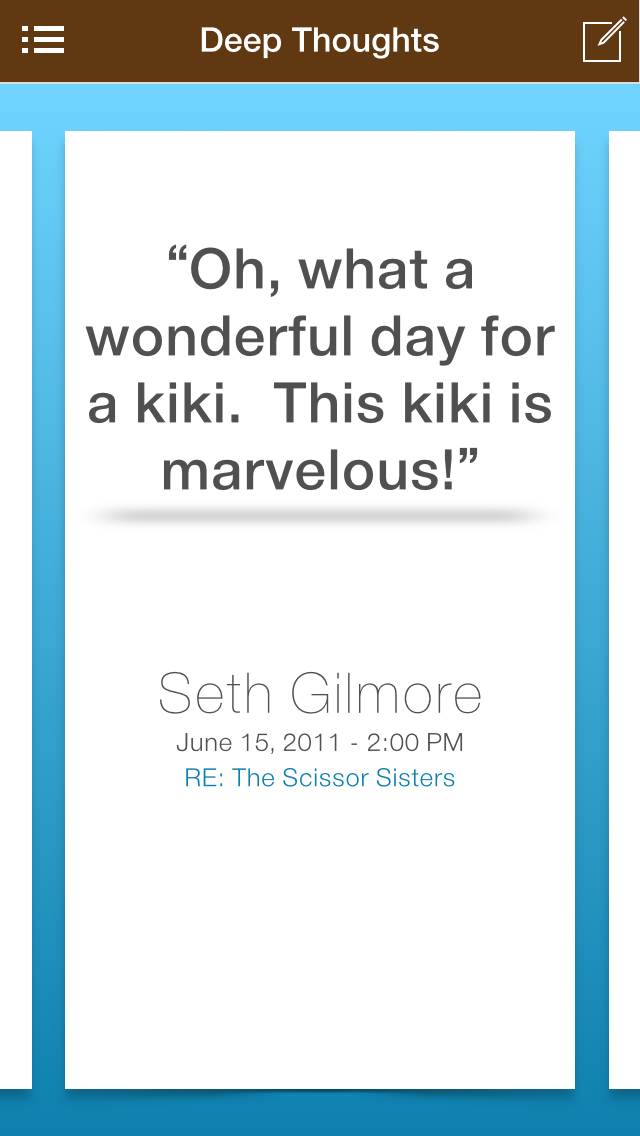 Deep Thoughts
“Oh, what a
wonderful day for
a kiki.  This kiki is
marvelous!”
Seth Gilmore
June 15, 2011 - 2:00 PM
RE: The Scissor Sisters